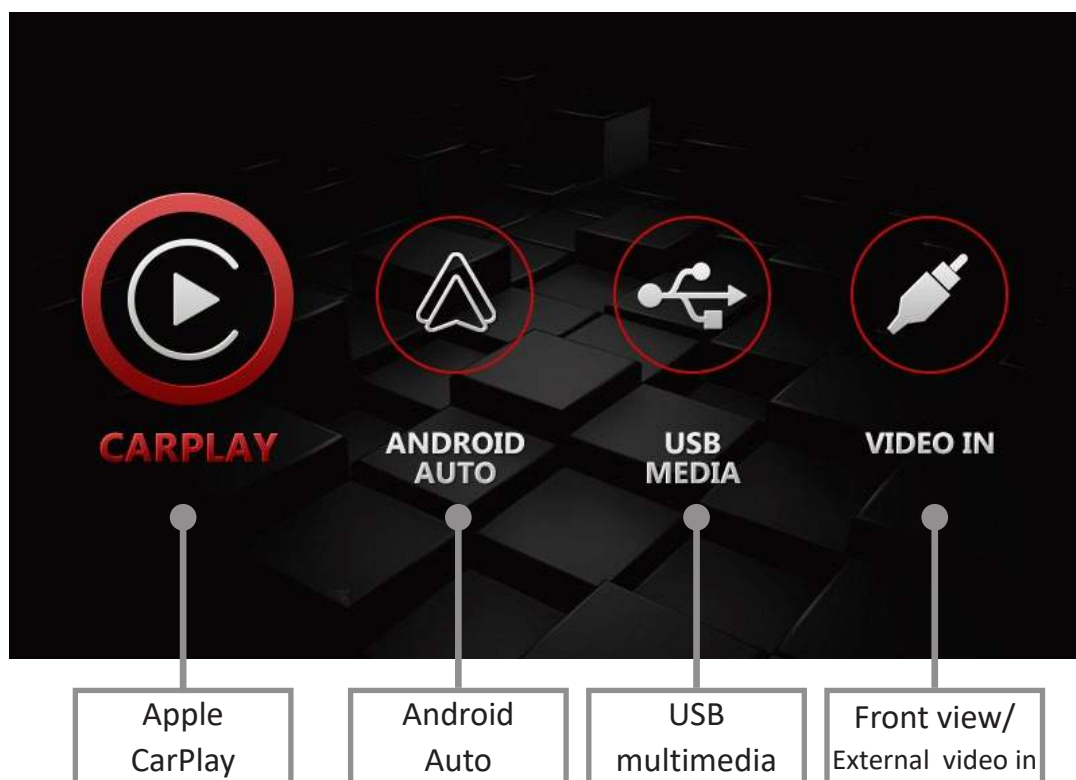 CARPLAY
ANDROID
AUTO
USB
MEDIA
VIDEO IN
Apple
CarPlay
Android
Auto
USB
multimedia
Front view/
External video in